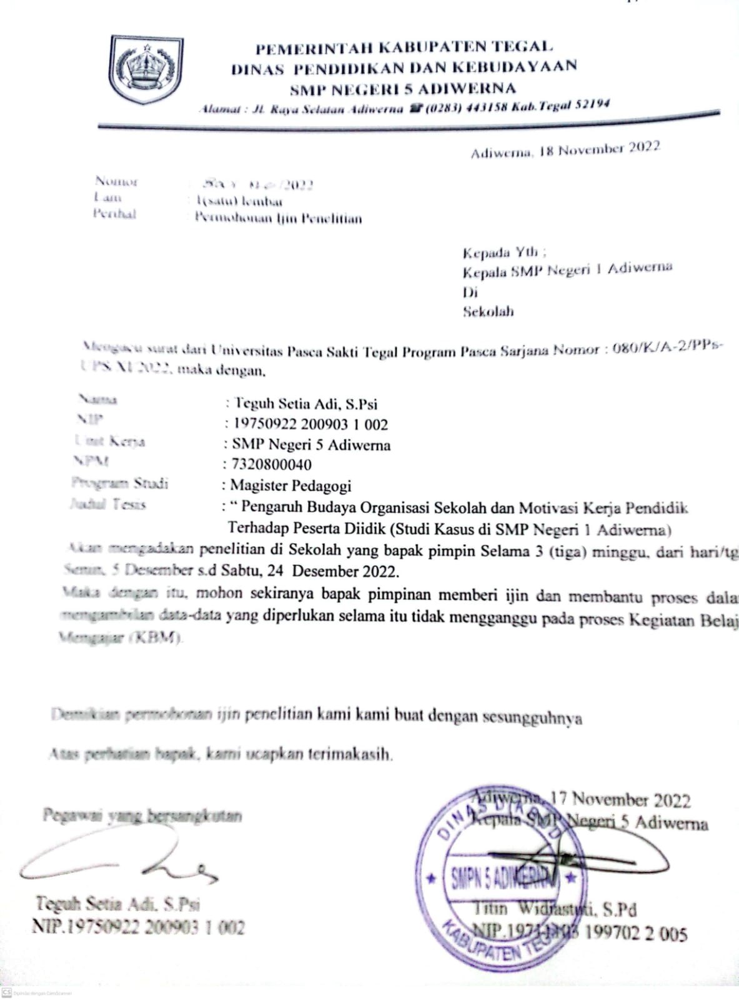 PEMERINTAH KABUPATEN TEGAL
DINAS PENDIDIKAN DAN KEBUDAYAAN
SMP NEGERI 5 ADIWERNA
Alamat : Jl. Raya Selatan Adiwerna ☎ (0283) 443158 Kab.Tegal 52194
Adiwerna, 18 November 2022
Nomor : /2022
Lam : 1(satu) lembar
Perihal : Permohonan Ijin Penelitian
Kepada Yth ;
Kepala SMP Negeri 1 Adiwerna
Di
Sekolah
Mengacu surat dari Universitas Pasca Sakti Tegal Program Pasca Sarjana Nomor : 080/K/A-2/PPs-
UPS/XI/2022, maka dengan,
Nama : Teguh Setia Adi, S.Psi
NIP : 19750922 200903 1 002
Unit Kerja : SMP Negeri 5 Adiwerna
NPM : 7320800040
Program Studi : Magister Pedagogi
Judul Tesis : “ Pengaruh Budaya Organisasi Sekolah dan Motivasi Kerja Pendidik
Terhadap Peserta Diidik (Studi Kasus di SMP Negeri 1 Adiwerna)
Akan mengadakan penelitian di Sekolah yang bapak pimpin Selama 3 (tiga) minggu, dari hari/tg
Senin, 5 Desember s.d Sabtu, 24 Desember 2022.
Maka dengan itu, mohon sekiranya bapak pimpinan memberi ijin dan membantu proses dala
mengambilan data-data yang diperlukan selama itu tidak mengganggu pada proses Kegiatan Belaj
Mengajar (KBM).
Demikian permohonan ijin penelitian kami kami buat dengan sesungguhnya
Atas perhatian bapak, kami ucapkan terimakasih.
Adiwerna, 17 November 2022
Pegawai yang bersangkutan
Kepala SMP Negeri 5 Adiwerna
DINAS DIKBUD
SMPN 5 ADIWERNA
KABUPATEN TEGAL
Teguh Setia Adi, S.Psi
NIP.19750922 200903 1 002
Titin Widiastuti, S.Pd
NIP. 199702 2 005
CS Dipindai dengan CamScanner